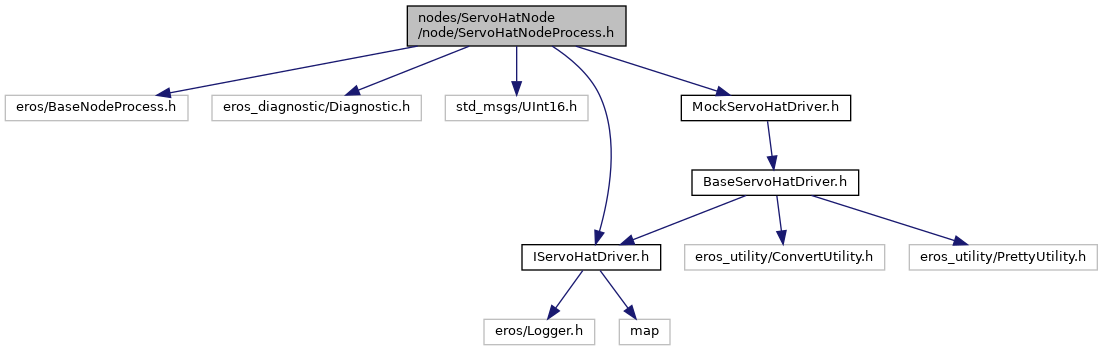 nodes/ServoHatNode
/node/ServoHatNodeProcess.h
eros/BaseNodeProcess.h
eros_diagnostic/Diagnostic.h
std_msgs/UInt16.h
MockServoHatDriver.h
BaseServoHatDriver.h
IServoHatDriver.h
eros_utility/ConvertUtility.h
eros_utility/PrettyUtility.h
eros/Logger.h
map